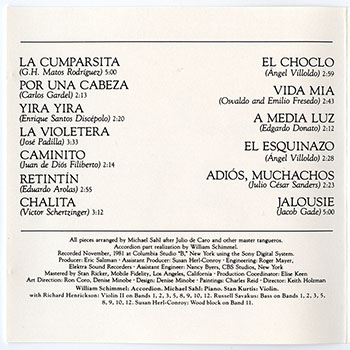 LA CUMPARSITA
(G.H. Matos Rodríguez) 5:00
POR UNA CABEZA
(Carlos Gardel) 2:13
YIRA YIRA
(Enrique Santos Discépolo) 2:20
LA VIOLETERA
(José Padilla) 3:33
CAMINITO
(Juan de Diós Filiberto) 2:14
RETINTÍN
(Eduardo Arolas) 2:55
CHALITA
(Victor Schertzinger) 3:12
EL CHOCLO
(Angel Villoldo) 2:59
VIDA MIA
(Osvaldo and Emilio Fresedo) 2:43
A MEDIA LUZ
(Edgardo Donato) 2:12
EL ESQUINAZO
(Angel Villoldo) 2:28
ADIÓS, MUCHACHOS
(Julio César Sanders) 2:23
JALOUSIE
(Jacob Gade) 5:00
All pieces arranged by Michael Sahl after Julio de Caro and other master tangueros.
Accordion part realization by William Schimmel.
Recorded November, 1981 at Columbia Studio "B," New York using the Sony Digital System.
Producer: Eric Salzman · Assistant Producer: Susan Herl-Conroy · Engineering: Roger Mayer,
Elektra Sound Recorders · Assistant Engineer: Nancy Byers, CBS Studios, New York
Mastered by Stan Ricker, Mobile Fidelity, Los Angeles, California · Production Coordinator: Elise Keen
Art Direction: Ron Coro, Denise Minobe · Design: Denise Minobe · Paintings: Charles Reid · Career Director: Keith Holzman
William Schimmel: Accordion. Michael Sahl: Piano. Stan Kurtis: Violin.
with Richard Henrickson: Violin II on Bands 1, 2, 3, 5, 8, 9, 10, 12. Russell Savakus: Bass on Bands 1, 2, 3, 5,
8, 9, 10, 12. Susan Herl-Conroy: Wood block on Band 11.